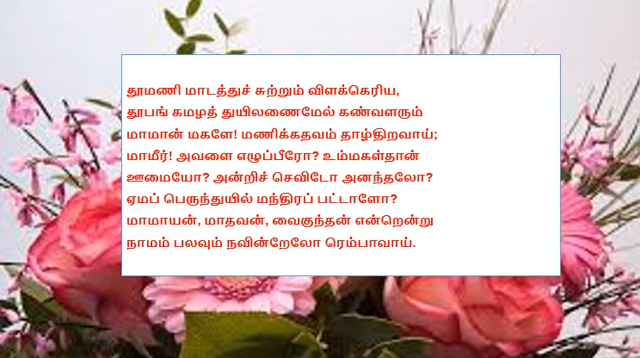 தூமணி மாடத்துச் சுற்றும் விளக்கெரிய,
தூபங் கமழத் துயிலணைமேல் கண்வளரும்
மாமான் மகளே! மணிக்கதவம் தாழ்திறவாய்;
மாமீர்! அவளை எழுப்பீரோ? உம்மகள்தான்
ஊமையோ? அன்றிச் செவிடோ அனந்தலோ?
ஏமப் பெருந்துயில் மந்திரப் பட்டாளோ?
மாமாயன், மாதவன், வைகுந்தன் என்றென்று
நாமம் பலவும் நவின்றேலோ ரெம்பாவாய்.